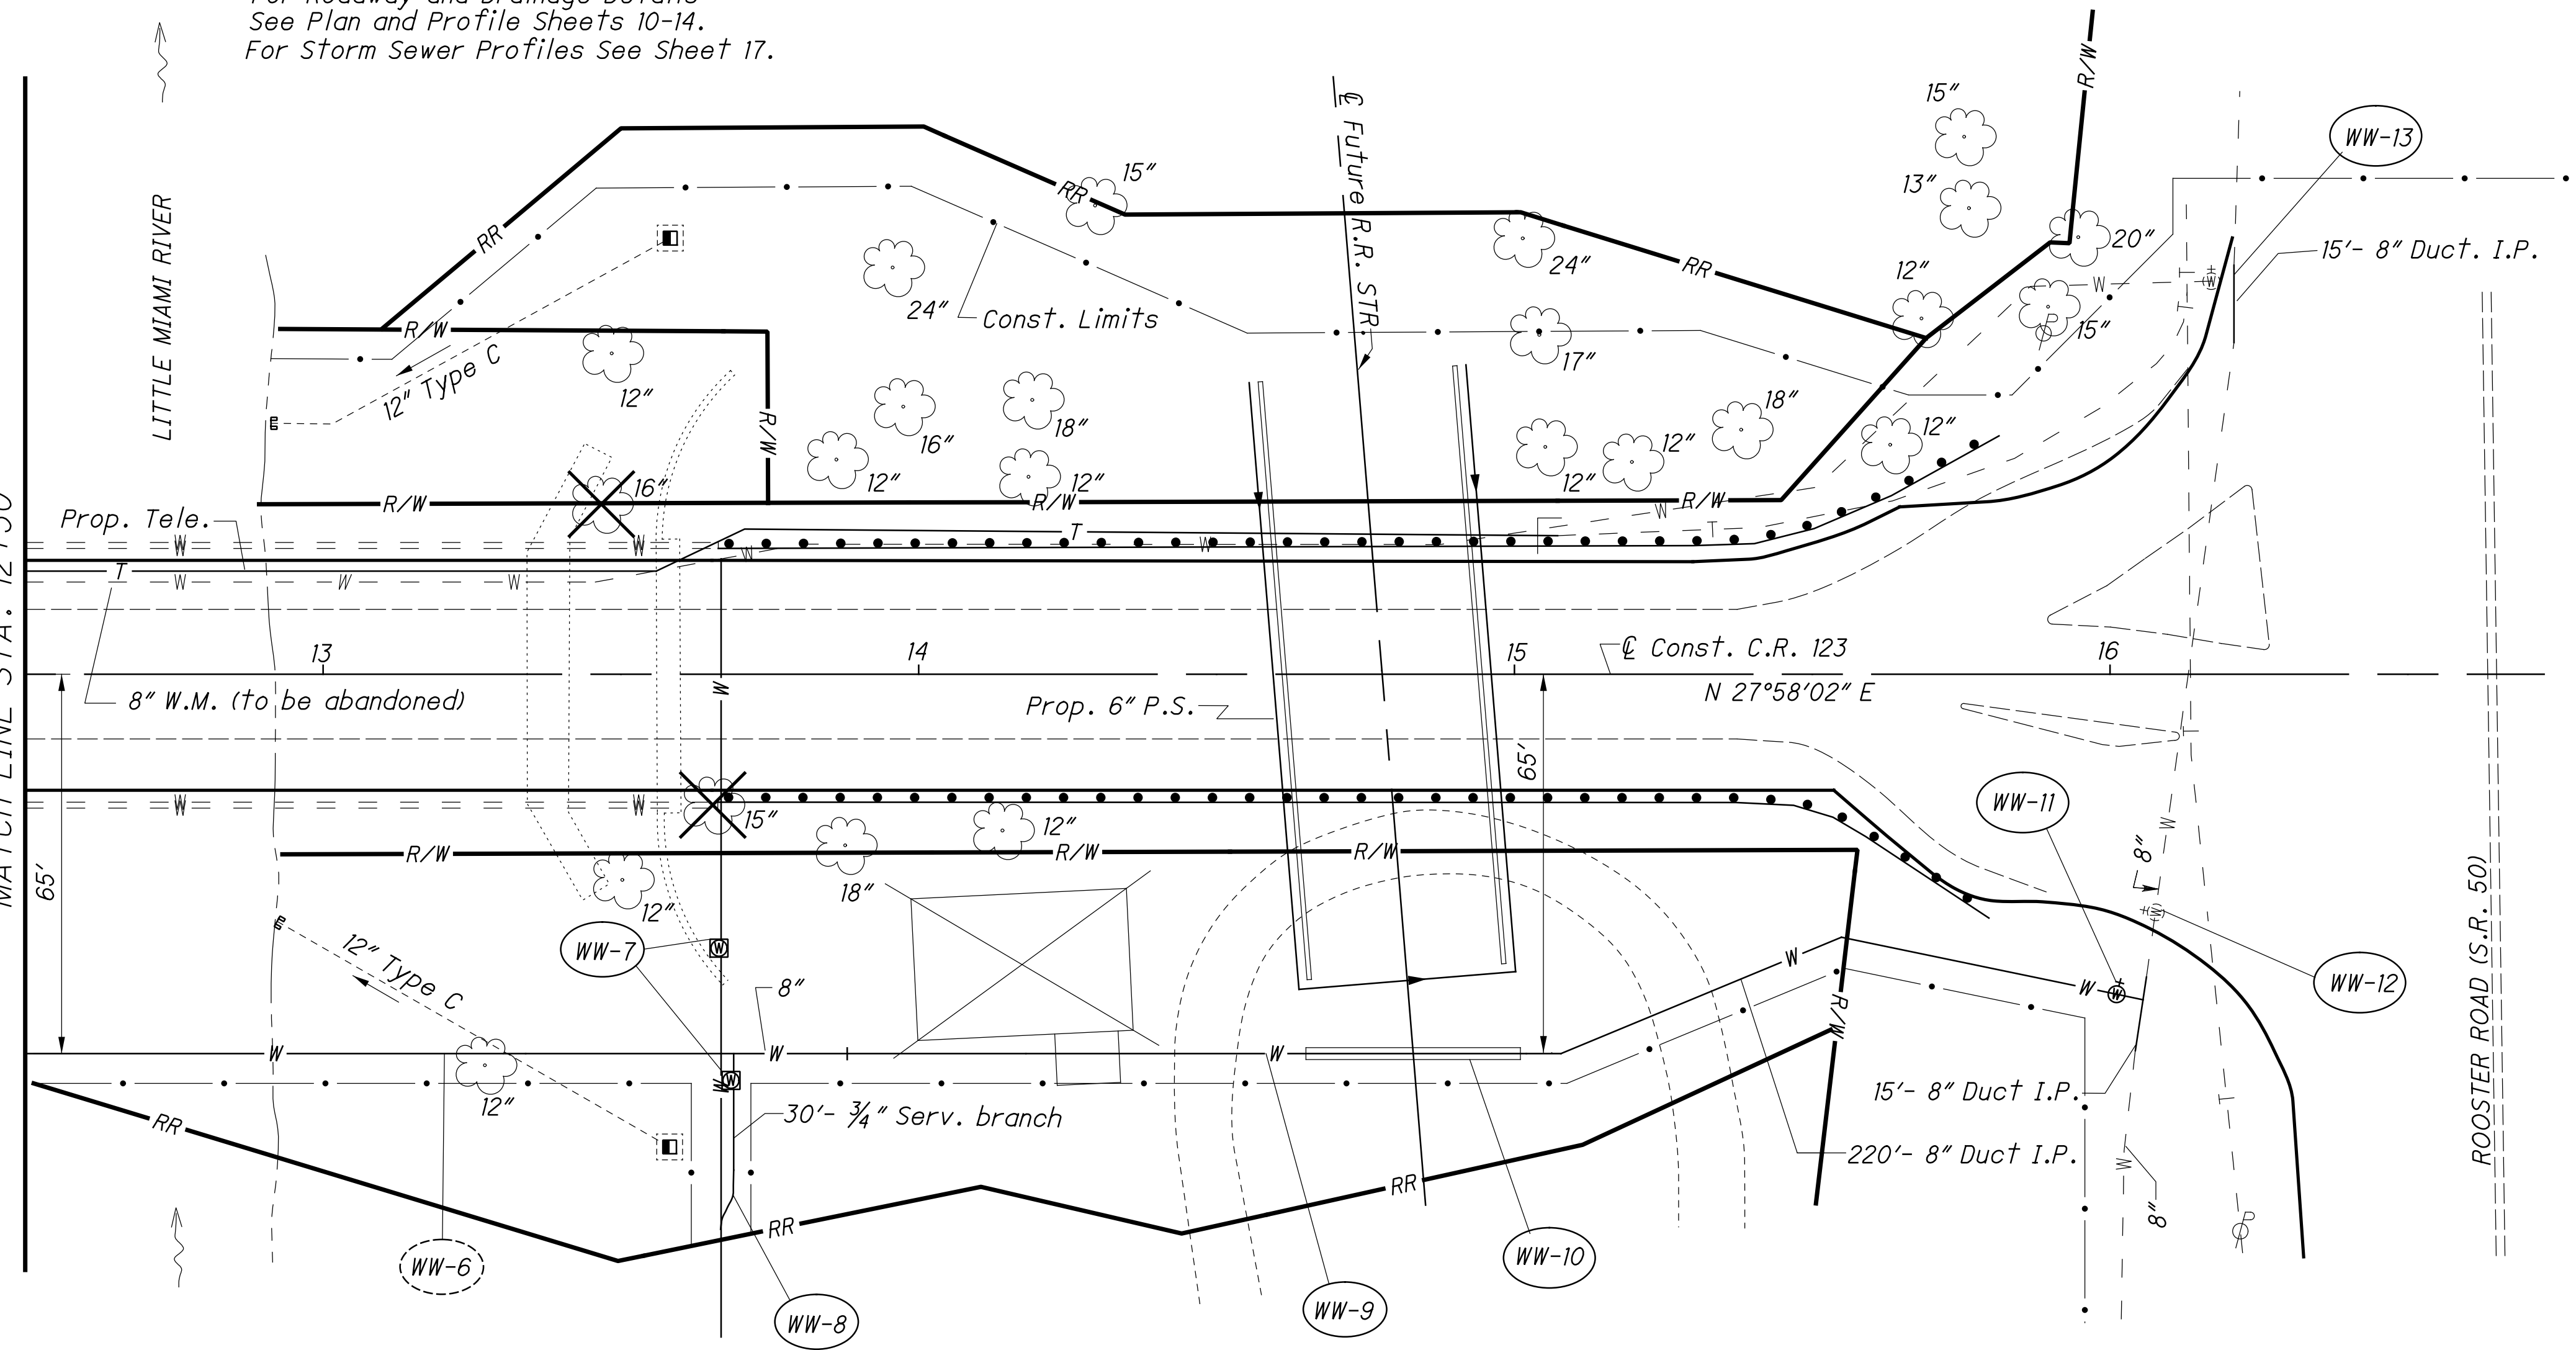 See Plan and Profile Sheets 10-14.
For Storm Sewer Profiles See Sheet 17.
R/W
15"
WW-13
℄ Future R.R. STR.
15"
RR
13"
LITTLE MIAMI RIVER
RR
20"
15'- 8" Duct. I.P.
24"
RR
12"
T
W
W
24"
Const. Limits
P
15"
R/W
17"
T
12" Type C
12"
R/W
16"
18"
18"
12"
12"
12"
12"
12"
16"
R/W
R/W
R/W
Prop. Tele.
W
T
T
W
W
W
W
T
W
W
W
13
14
15
℄ Const. C.R. 123
16
8" W.M. (to be abandoned)
W
Prop. 6" P.S.
N 27°58'02" E
T
65'
65'
WW-11
W
W
15"
12"
W
8"
R/W
R/W
R/W
18"
12"
ROOSTER ROAD (S.R. 50)
W
12" Type C
WW-7
W
W
WW-12
8"
W
W
R/W
W
W
W
W
W
15'- 8" Duct I.P.
12"
30'- ¾" Serv. branch
T
RR
220'- 8" Duct I.P.
W
RR
8"
P
RR
WW-6
WW-10
WW-8
WW-9